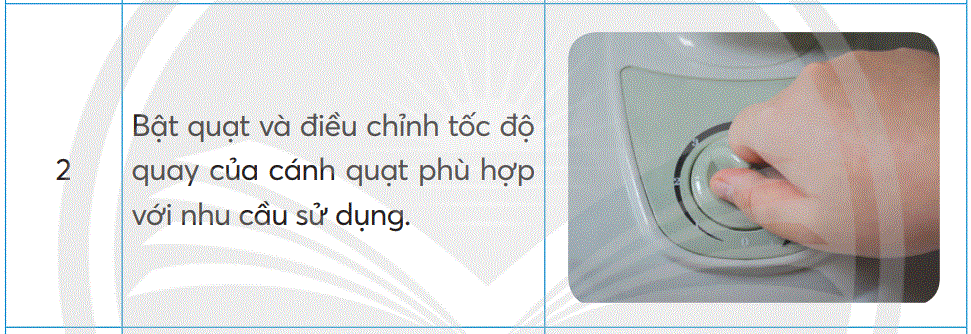 2
Bật quạt và điều chỉnh tốc độ
quay của cánh quạt phù hợp
với nhu cầu sử dụng.